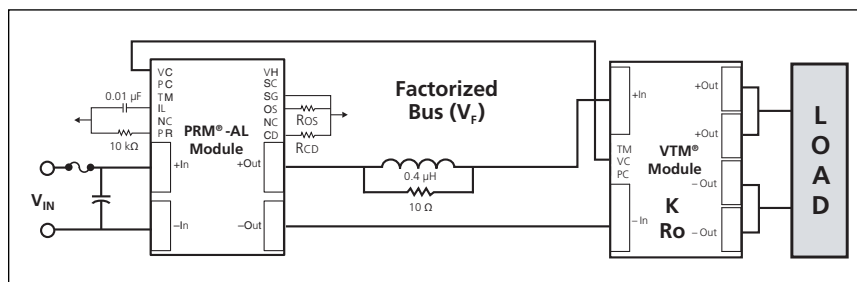 VC
PC
TM
IL
NC
PR
VH
SC
SG
OS
NC
CD
0.01 µF
10 kΩ
PRM®-AL
Module
ROS
RCD
+In
–In
+Out
–Out
VIN
Factorized
Bus (VF)
0.4 µH
10 Ω
+In
– In
TM
VC
PC
VTM®
Module
K
Ro
+Out
+Out
– Out
– Out
L
O
A
D